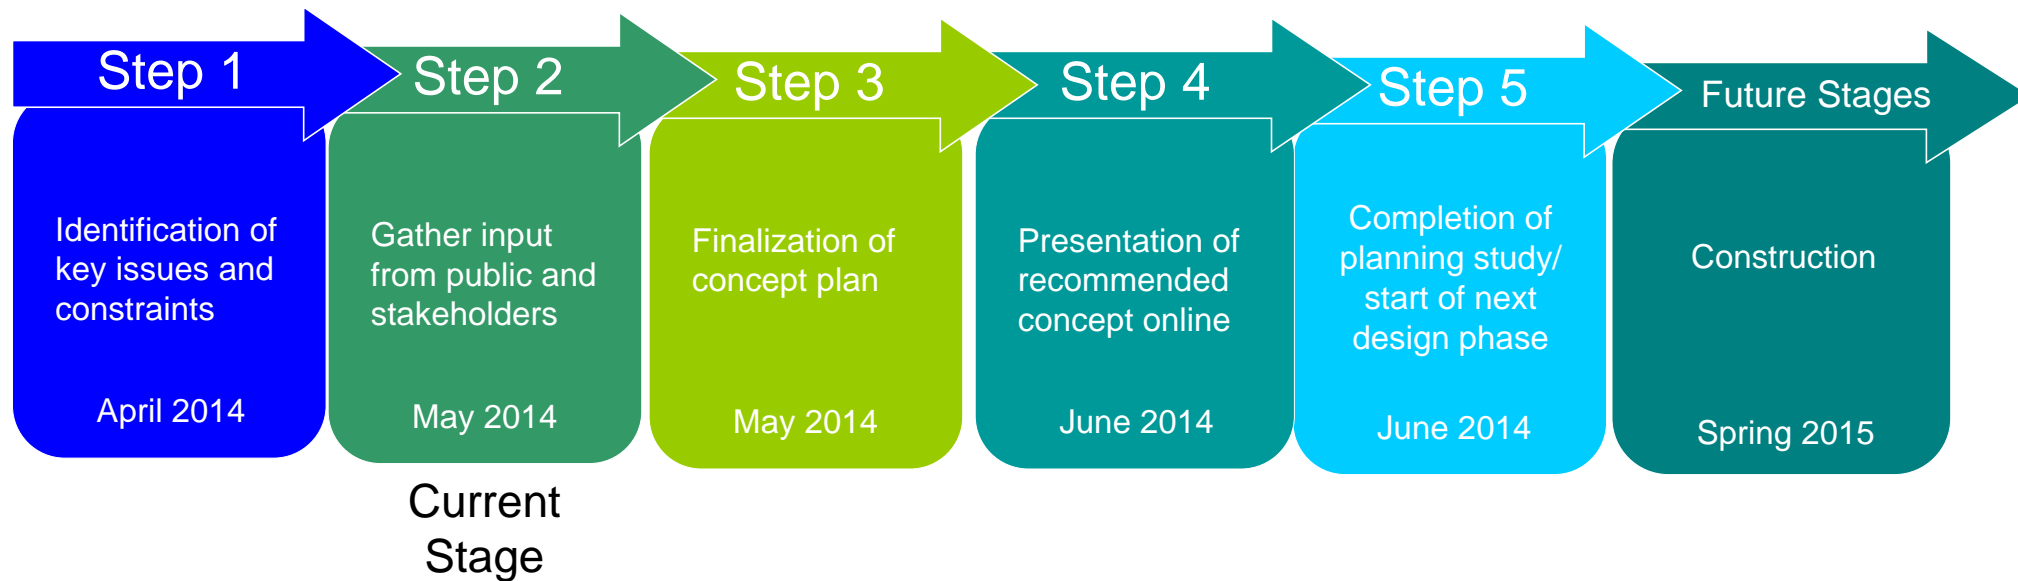 Step 1
Identification of
key issues and
constraints
April 2014
Step 2
Gather input
from public and
stakeholders
May 2014
Current
Stage
Step 3
Finalization of
concept plan
May 2014
Step 4
Presentation of
recommended
concept online
June 2014
Step 5
Completion of
planning study/
start of next
design phase
June 2014
Future Stages
Construction
Spring 2015